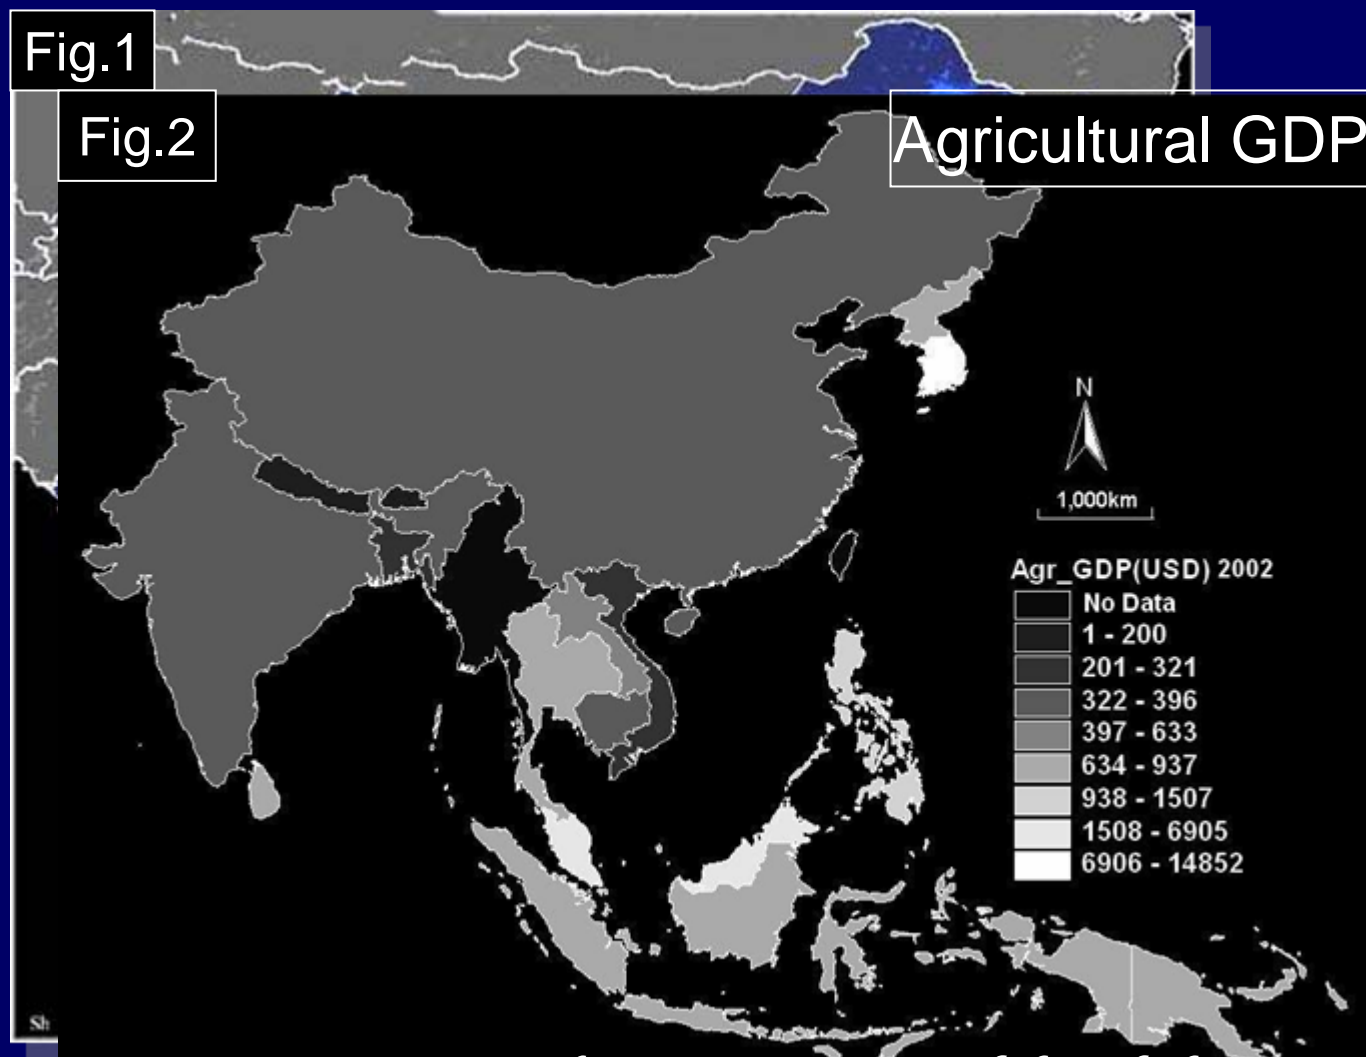 Fig.1
Fig.2
Agricultural GDP
N
1,000km
Agr_GDP(USD) 2002
No Data
1 - 200
201 - 321
322 - 396
397 - 633
634 - 937
938 - 1507
1508 - 6905
6906 - 14852
Sh